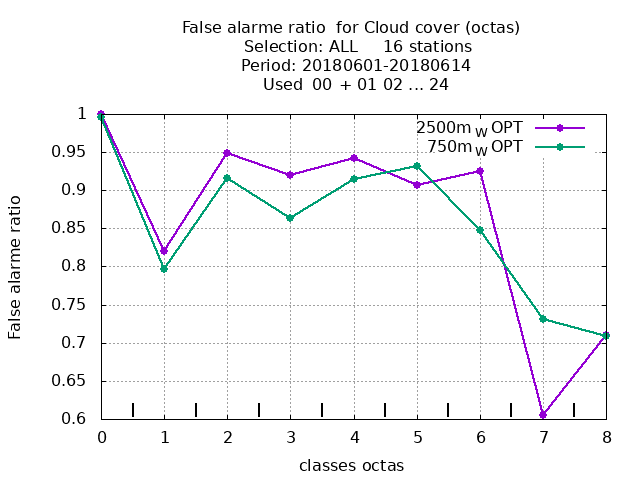 False alarme ratio  for Cloud cover (octas)
Selection: ALL     16 stations
Period: 20180601-20180614
Used  00 + 01 02 ... 24
2500m W OPT
750m W OPT
1
0.95
0.9
0.85
0.8
0.75
0.7
0.65
0.6
False alarme ratio
0 1 2 3 4 5 6 7 8
classes octas